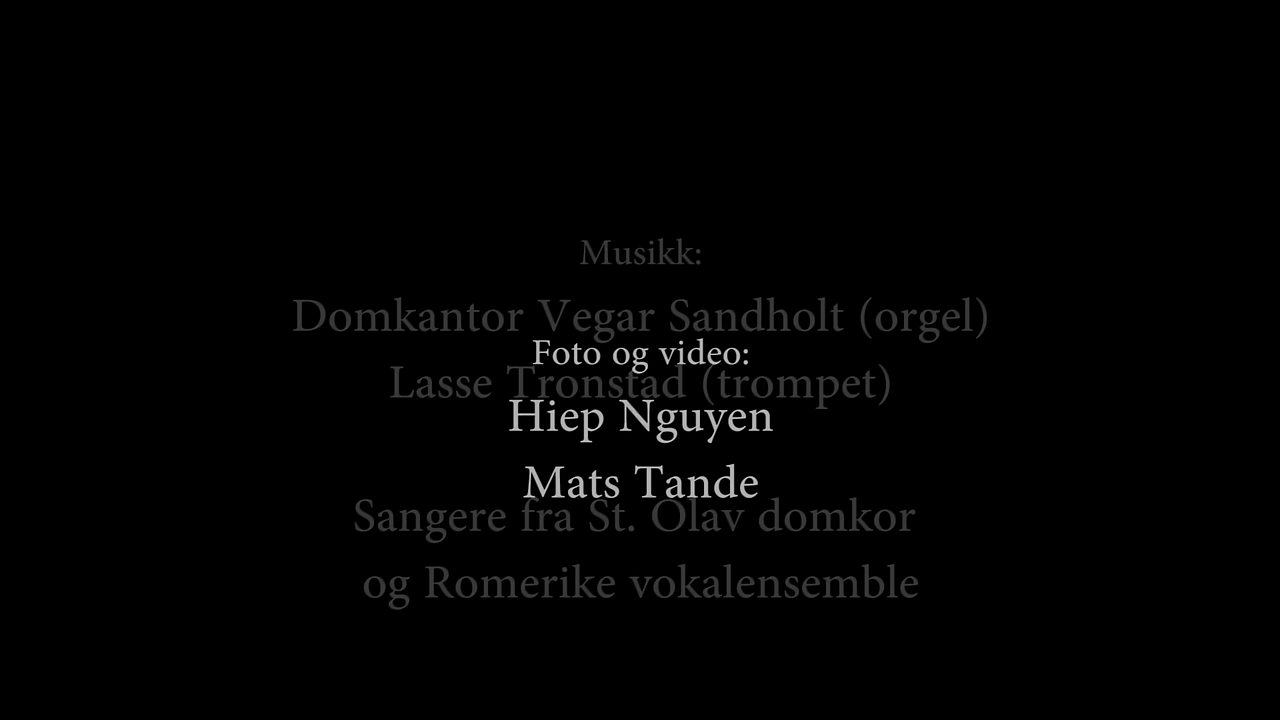 Musikk:
Domkantor Vegar Sandholt (orgel)
Foto og video:
Lasse Tronstad (trompet)
Hiep Nguyen
Mats Tande
Sangere fra St. Olav domkor
og Romerike vokalensemble